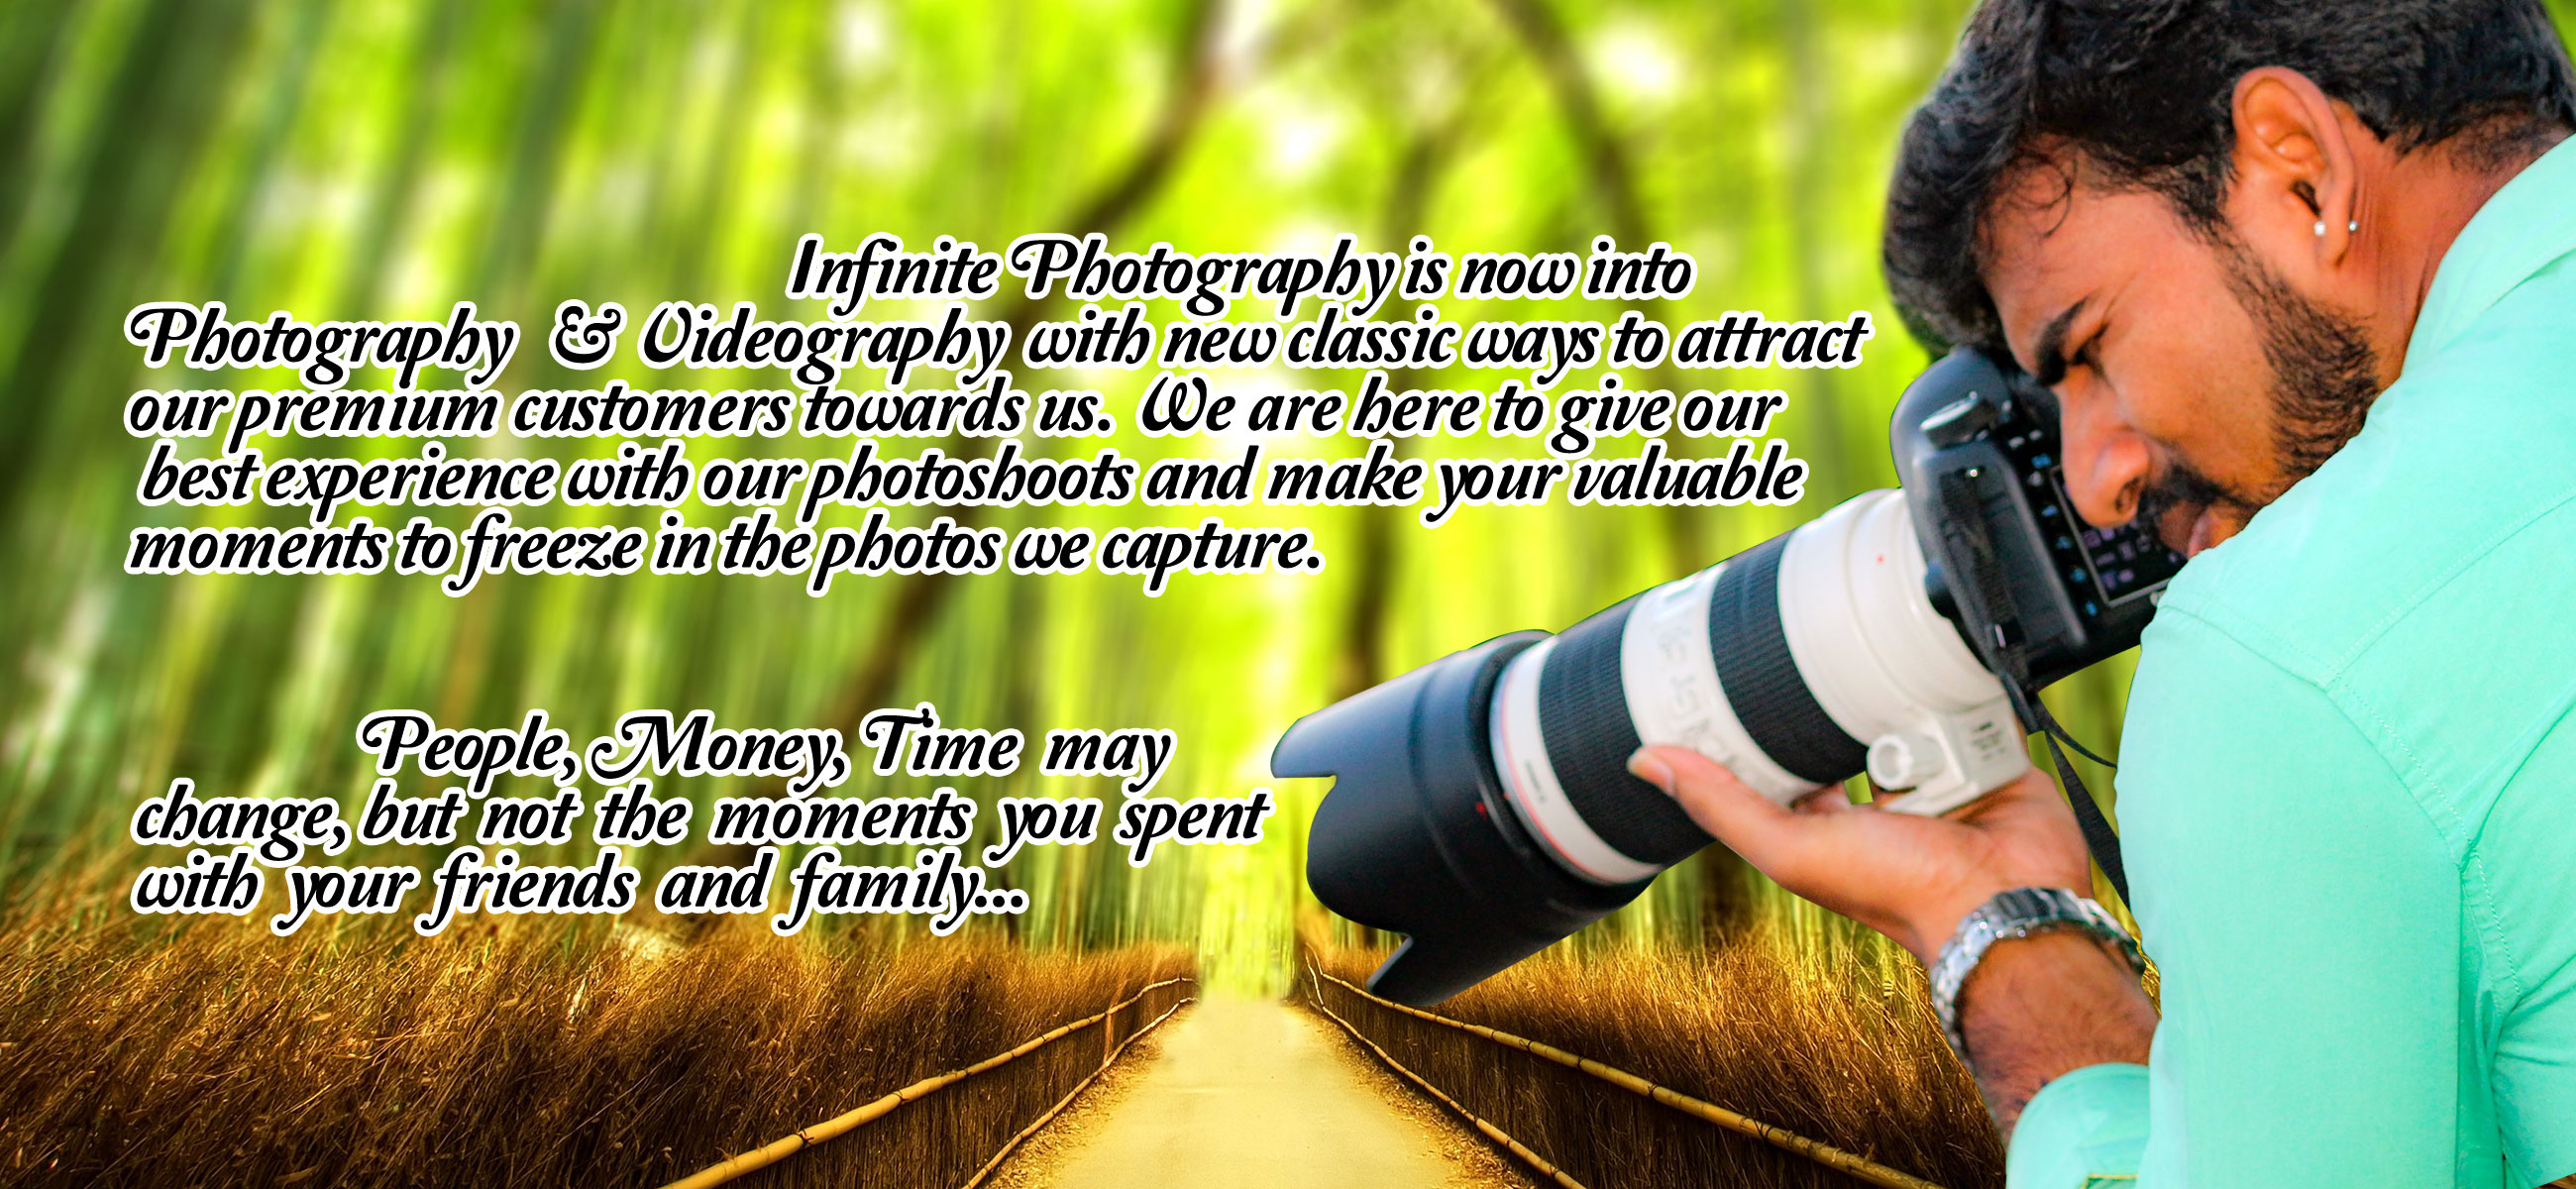 Infinite Photography is now into
Photography & Videography with new classic ways to attract
our premium customers towards us. We are here to give our
best experience with our photoshoots and make your valuable
moments to freeze in the photos we capture.
People, Money, Time may
change, but not the moments you spent
with your friends and family...